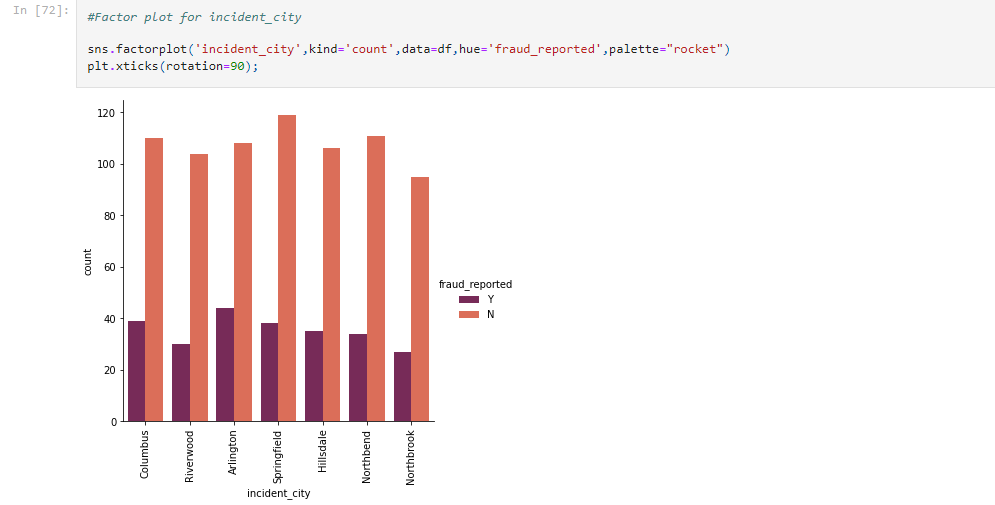 In [72]:
#Factor plot for incident_city
sns.factorplot('incident_city',kind='count',data=df,hue='fraud_reported',palette="rocket")
plt.xticks(rotation=90);
120
100
80
60
40
20
0
count
fraud_reported
Y
N
Columbus
Riverwood
Arlington
Springfield
Hillsdale
Northbend
Northbrook
incident_city